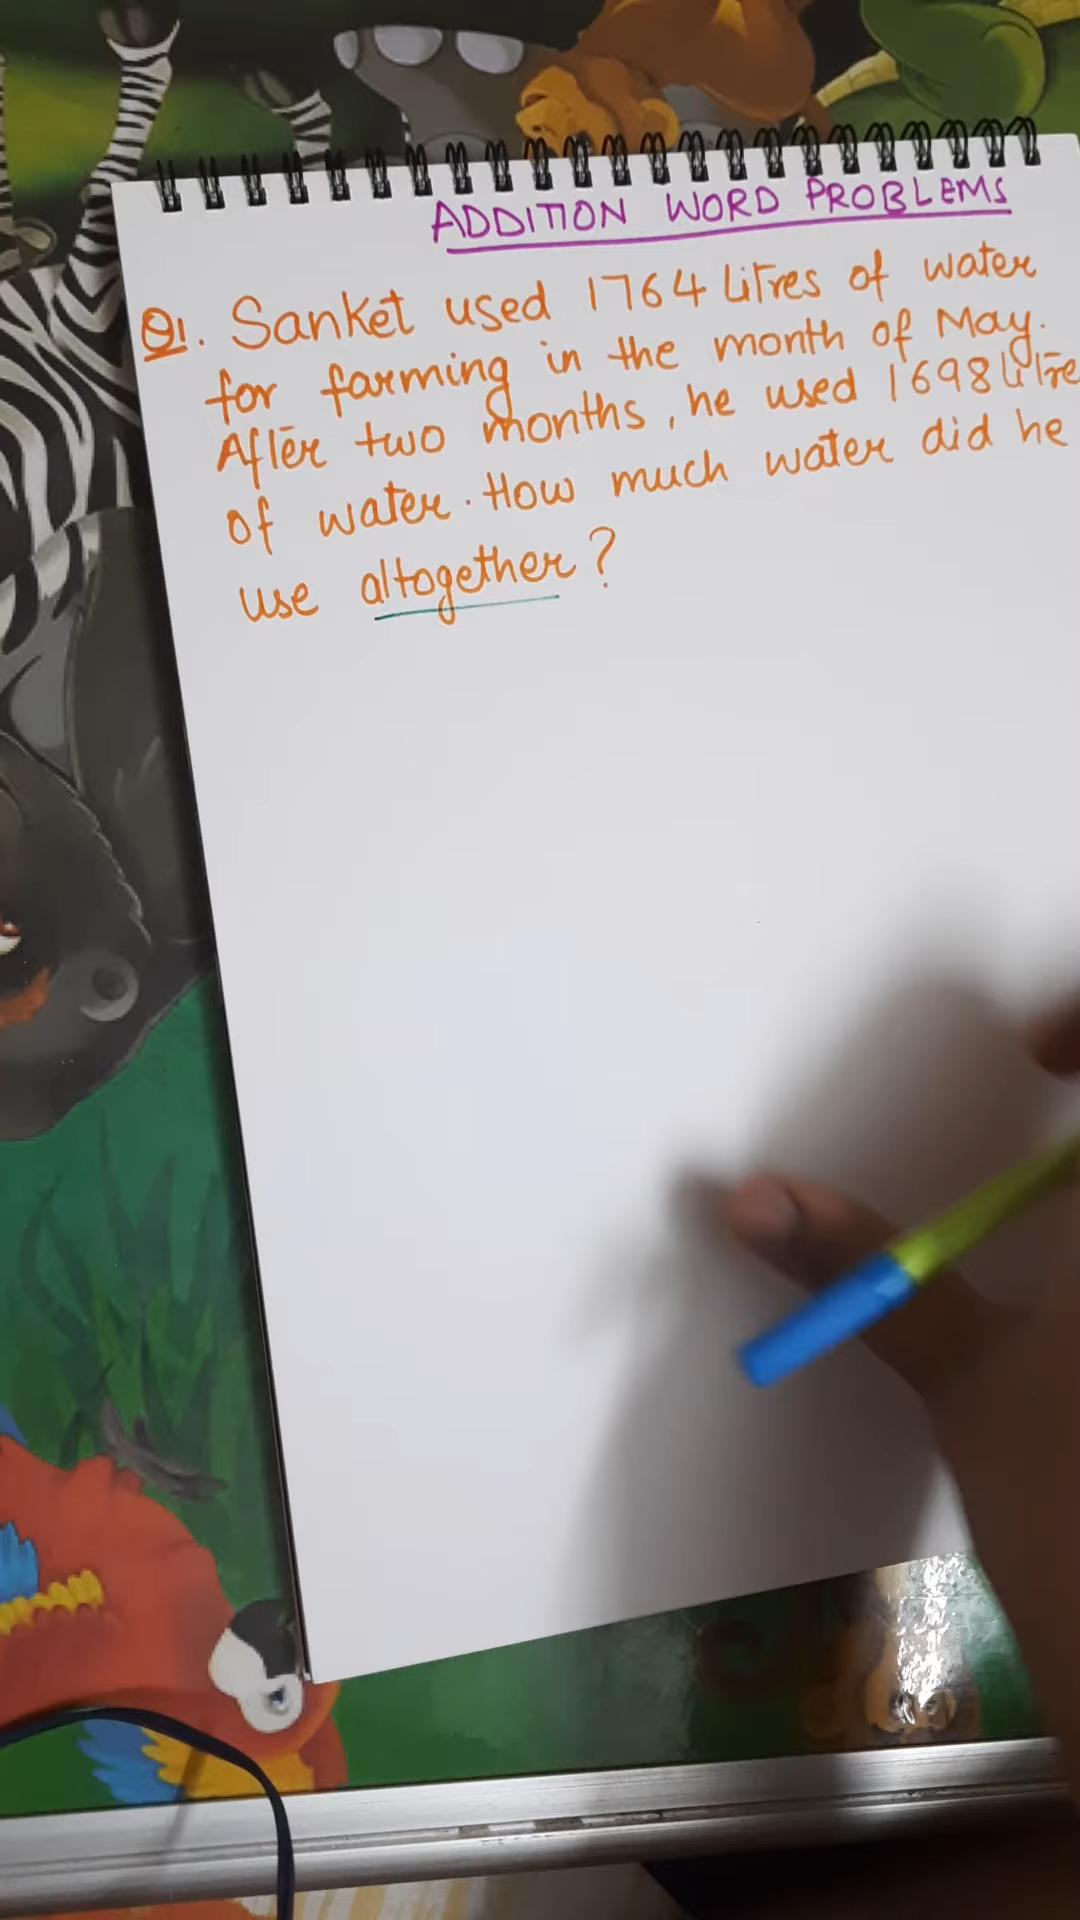 ADDITION WORD PROBLEMS
Q1. Sanket used 1764 litres of water
for farming in the month of May.
After two months, he used 1698 litre
of water. How much water did he
use altogether?